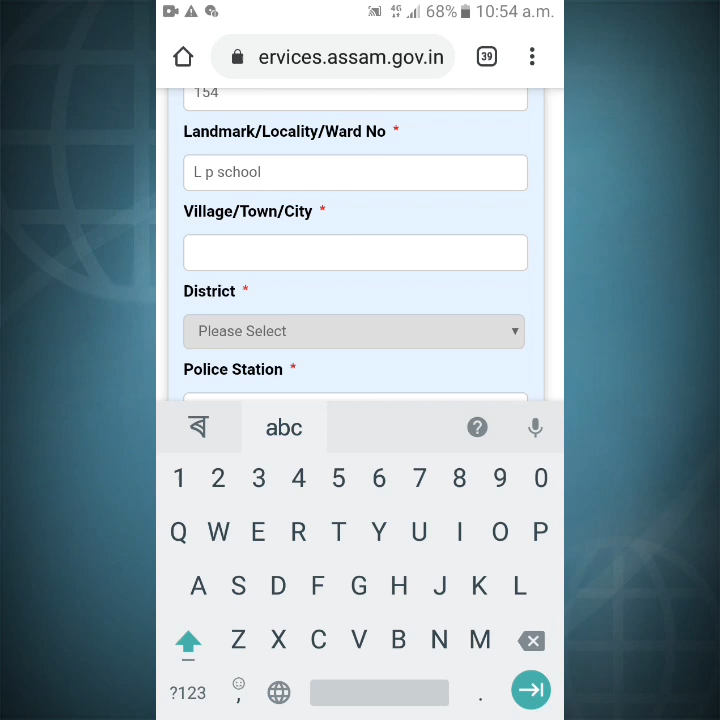 4G 68% 10:54 a.m.
ervices.assam.gov.in 39
154
Landmark/Locality/Ward No *
L p school
Village/Town/City *
District *
Please Select
Police Station *
ৰ abc
1 2 3 4 5 6 7 8 9 0
Q W E R T Y U I O P
A S D F G H J K L
Z X C V B N M
?123 , .